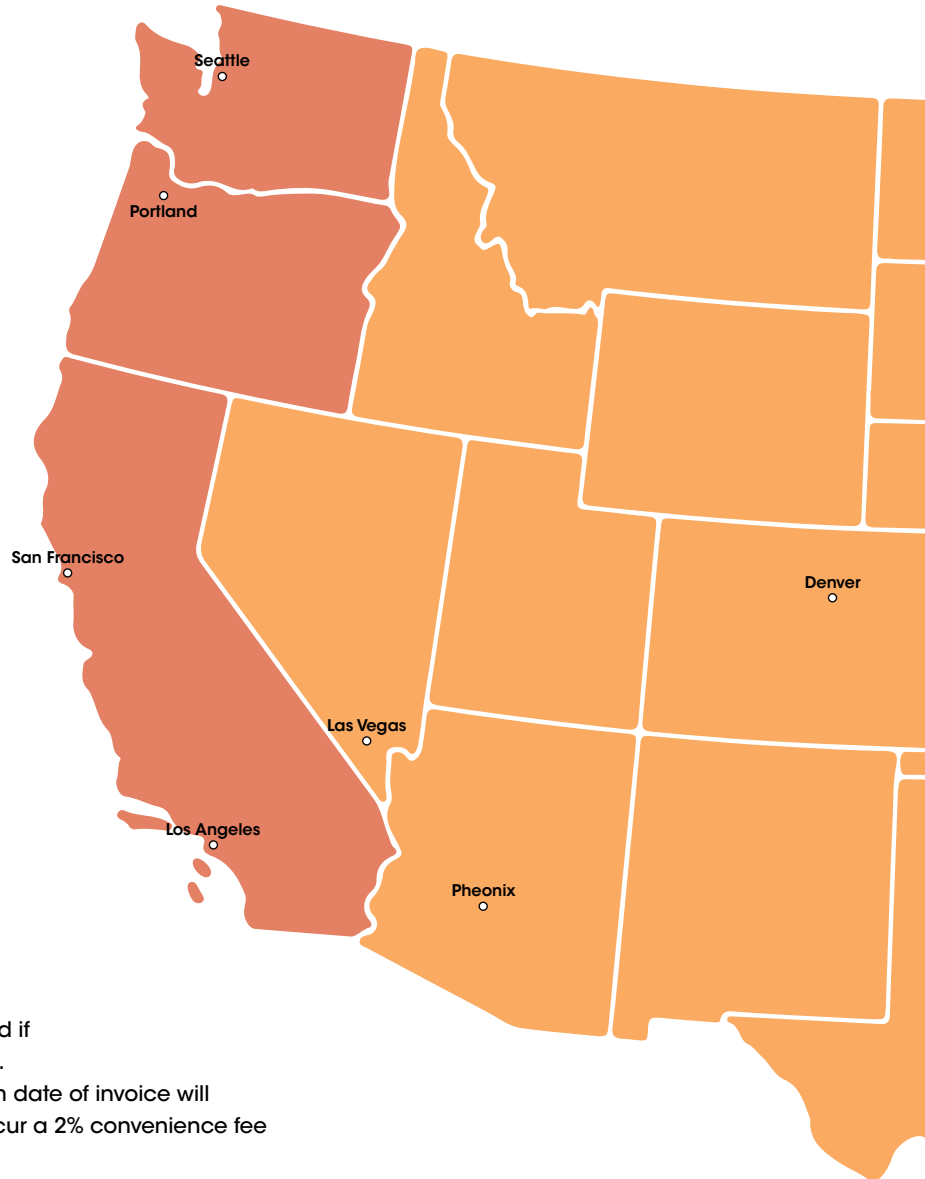 Seattle
Portland
San Francisco
Denver
Las Vegas
Los Angeles
Pheonix
d if
.
date of invoice will
cur a 2% convenience fee